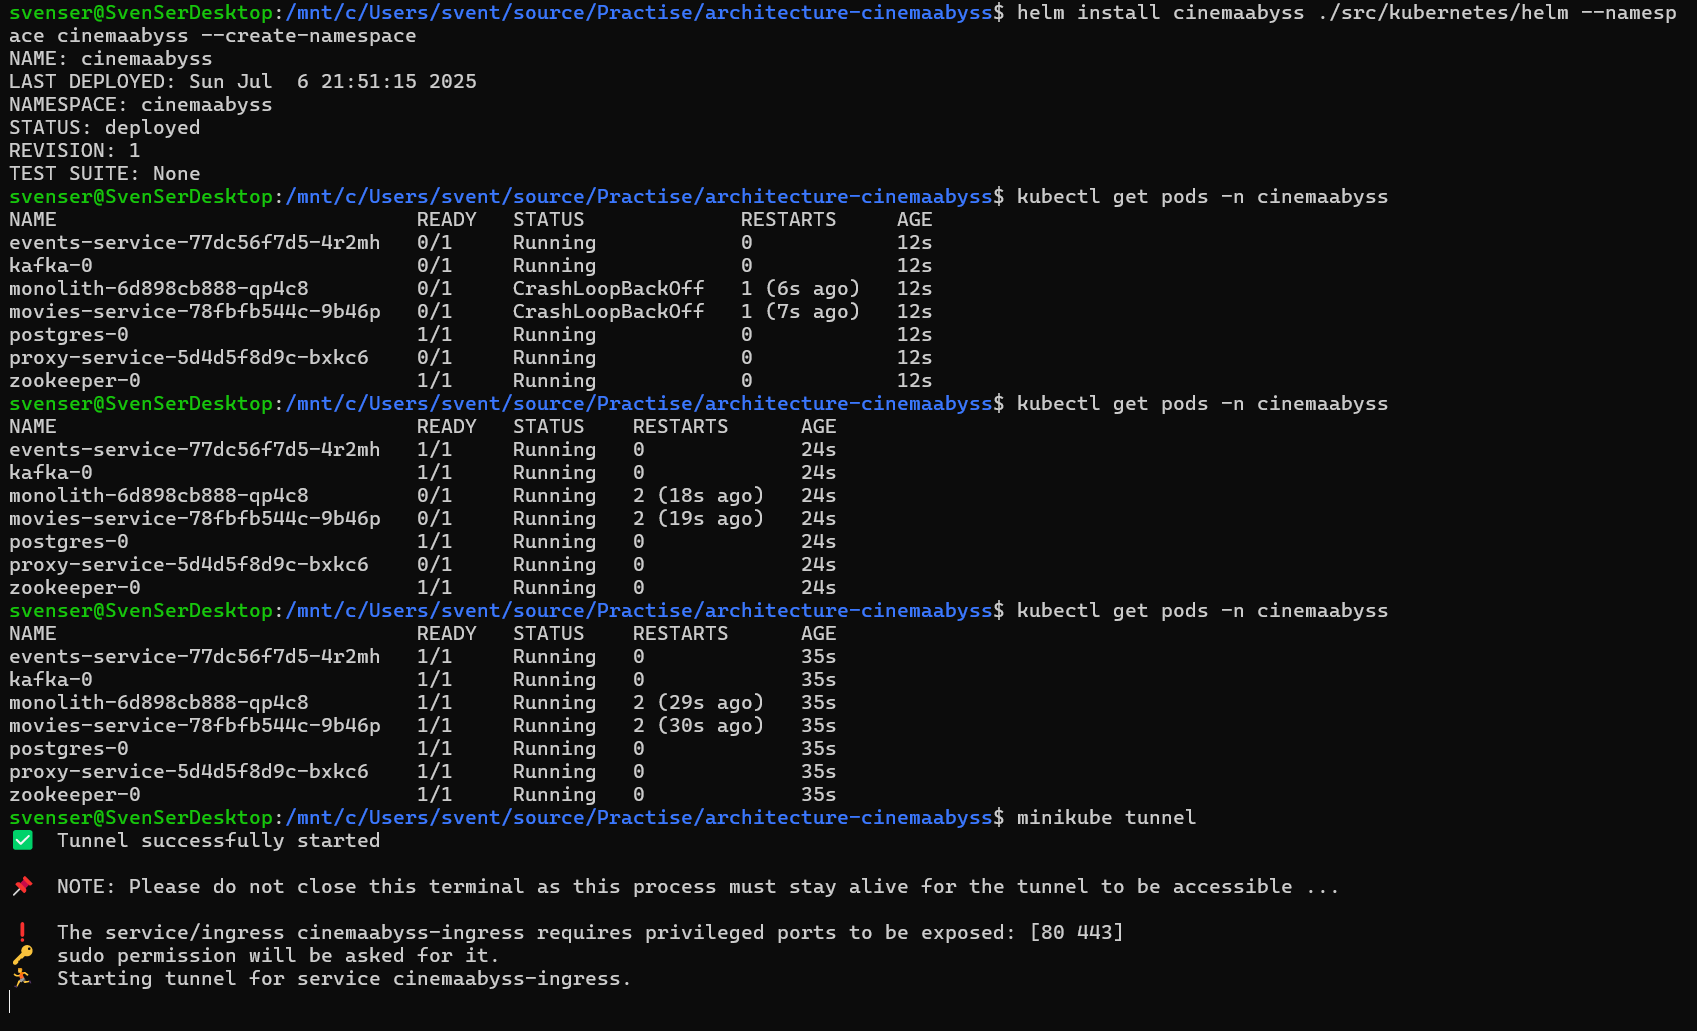 svenser@SvenSerDesktop:/mnt/c/Users/svent/source/Practise/architecture-cinemaabyss$ helm install cinemaabyss ./src/kubernetes/helm --namesp
ace cinemaabyss --create-namespace
NAME: cinemaabyss
LAST DEPLOYED: Sun Jul  6 21:51:15 2025
NAMESPACE: cinemaabyss
STATUS: deployed
REVISION: 1
TEST SUITE: None
svenser@SvenSerDesktop:/mnt/c/Users/svent/source/Practise/architecture-cinemaabyss$ kubectl get pods -n cinemaabyss
NAME                              READY   STATUS             RESTARTS     AGE
events-service-77dc56f7d5-4r2mh   0/1     Running            0            12s
kafka-0                           0/1     Running            0            12s
monolith-6d898cb888-qp4c8         0/1     CrashLoopBackOff   1 (6s ago)   12s
movies-service-78fbfb544c-9b46p   0/1     CrashLoopBackOff   1 (7s ago)   12s
postgres-0                        1/1     Running            0            12s
proxy-service-5d4d5f8d9c-bxkc6    0/1     Running            0            12s
zookeeper-0                       1/1     Running            0            12s
svenser@SvenSerDesktop:/mnt/c/Users/svent/source/Practise/architecture-cinemaabyss$ kubectl get pods -n cinemaabyss
NAME                              READY   STATUS    RESTARTS      AGE
events-service-77dc56f7d5-4r2mh   1/1     Running   0             24s
kafka-0                           1/1     Running   0             24s
monolith-6d898cb888-qp4c8         0/1     Running   2 (18s ago)   24s
movies-service-78fbfb544c-9b46p   0/1     Running   2 (19s ago)   24s
postgres-0                        1/1     Running   0             24s
proxy-service-5d4d5f8d9c-bxkc6    0/1     Running   0             24s
zookeeper-0                       1/1     Running   0             24s
svenser@SvenSerDesktop:/mnt/c/Users/svent/source/Practise/architecture-cinemaabyss$ kubectl get pods -n cinemaabyss
NAME                              READY   STATUS    RESTARTS      AGE
events-service-77dc56f7d5-4r2mh   1/1     Running   0             35s
kafka-0                           1/1     Running   0             35s
monolith-6d898cb888-qp4c8         1/1     Running   2 (29s ago)   35s
movies-service-78fbfb544c-9b46p   1/1     Running   2 (30s ago)   35s
postgres-0                        1/1     Running   0             35s
proxy-service-5d4d5f8d9c-bxkc6    1/1     Running   0             35s
zookeeper-0                       1/1     Running   0             35s
svenser@SvenSerDesktop:/mnt/c/Users/svent/source/Practise/architecture-cinemaabyss$ minikube tunnel
✅  Tunnel successfully started
📌  NOTE: Please do not close this terminal as this process must stay alive for the tunnel to be accessible ...
❗  The service/ingress cinemaabyss-ingress requires privileged ports to be exposed: [80 443]
🔑  sudo permission will be asked for it.
🏃  Starting tunnel for service cinemaabyss-ingress.